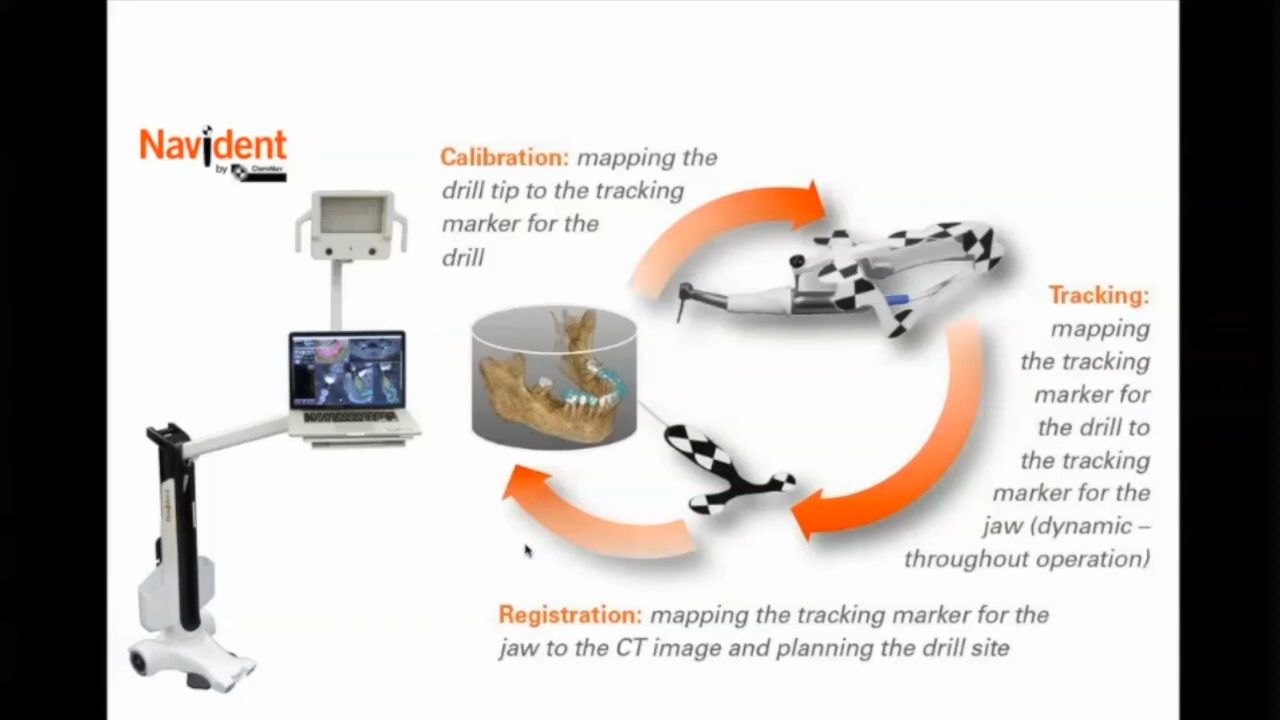 Navident
by ClaroNav
Calibration: mapping the
drill tip to the tracking
marker for the
drill
Tracking:
mapping
the tracking
marker for
the drill to
the tracking
marker for the
jaw (dynamic –
throughout operation)
Registration: mapping the tracking marker for the
jaw to the CT image and planning the drill site